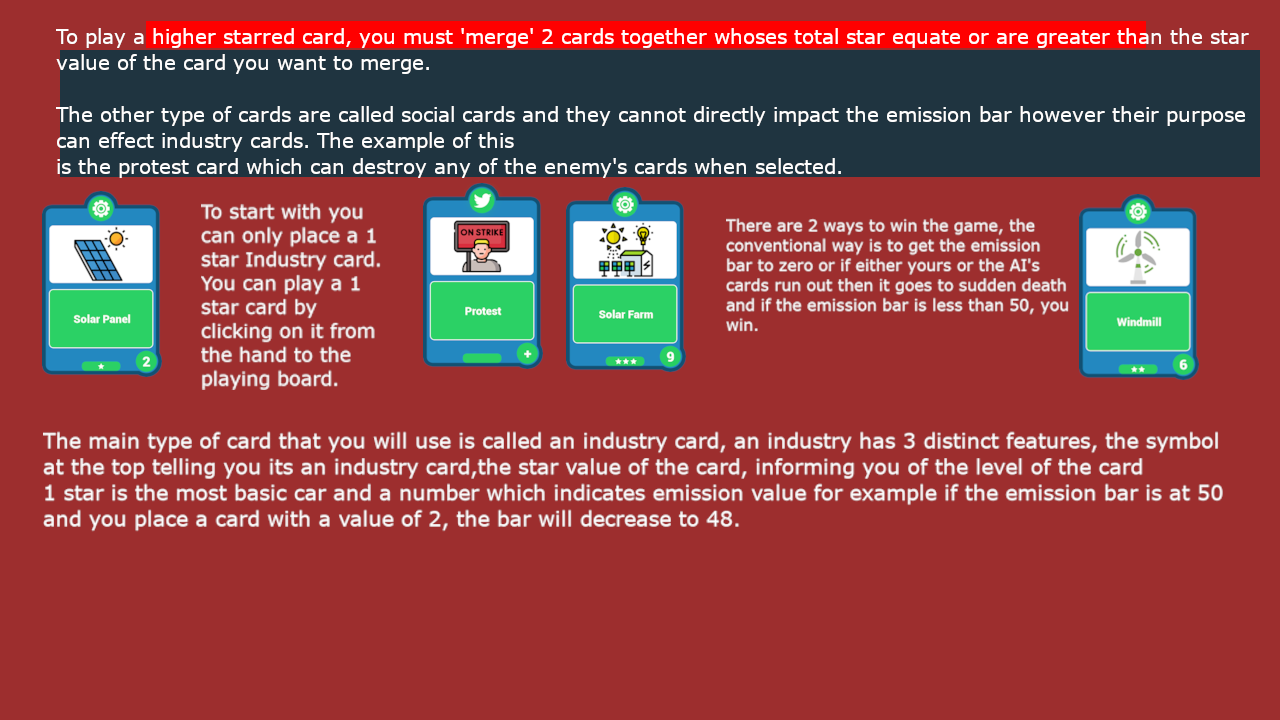 To play a higher starred card, you must 'merge' 2 cards together whoses total star equate or are greater than the star
value of the card you want to merge.
The other type of cards are called social cards and they cannot directly impact the emission bar however their purpose
can effect industry cards. The example of this
is the protest card which can destroy any of the enemy's cards when selected.
Solar Panel
2
To start with you
can only place a 1
star Industry card.
You can play a 1
star card by
clicking on it from
the hand to the
playing board.
ON STRIKE
Protest
+
Solar Farm
9
There are 2 ways to win the game, the
conventional way is to get the emission
bar to zero or if either yours or the AI's
cards run out then it goes to sudden death
and if the emission bar is less than 50, you
win.
Windmill
6
The main type of card that you will use is called an industry card, an industry has 3 distinct features, the symbol
at the top telling you its an industry card,the star value of the card, informing you of the level of the card
1 star is the most basic car and a number which indicates emission value for example if the emission bar is at 50
and you place a card with a value of 2, the bar will decrease to 48.